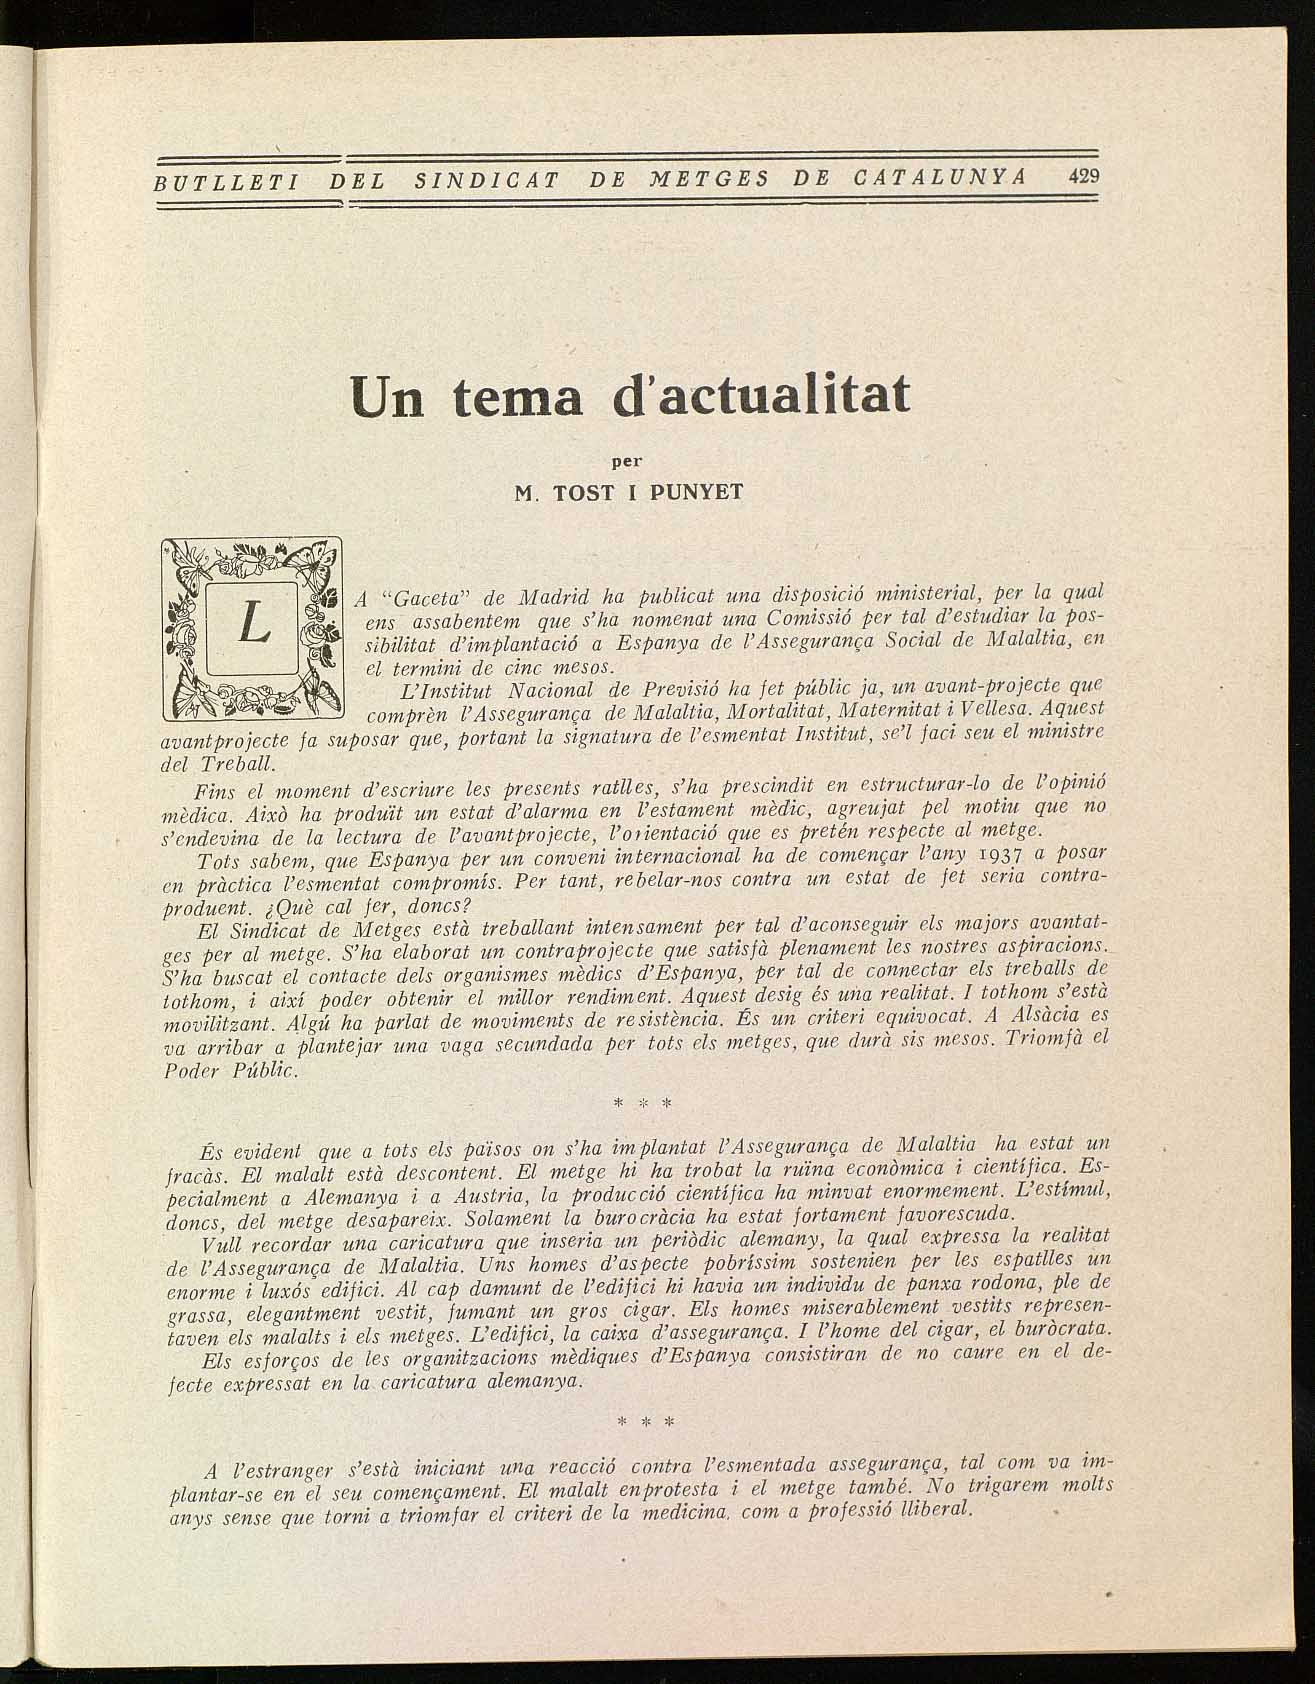 BUTLLETI DEL SINDICAT DE METGES DE CATALUNYA 429
Un tema d'actualitat
per
M. TOST I PUNYET
LA “Gaceta” de Madrid ha publicat una disposició ministerial, per la qual
ens assabentem que s'ha nomenat una Comissió per tal d'estudiar la pos-
sibilitat d'implantació a Espanya de l'Assegurança Social de Malaltia, en
el termini de cinc mesos.
L'Institut Nacional de Previsió ha fet públic ja, un avant-projecte que
comprèn l'Assegurança de Malaltia, Mortalitat, Maternitat i Vellesa. Aquest
avantprojecte fa suposar que, portant la signatura de l'esmentat Institut, se'l faci seu el ministre
del Treball.
Fins el moment d'escriure les presents ratlles, s'ha prescindit en estructurar-lo de l'opinió
mèdica. Això ha produït un estat d'alarma en l'estament mèdic, agreujat pel motiu que no
s'endevina de la lectura de l'avantprojecte, l'orientació que es pretén respecte al metge.
Tots sabem, que Espanya per un conveni internacional ha de començar l'any 1937 a posar
en pràctica l'esmentat compromís. Per tant, rebelar-nos contra un estat de fet seria contra-
produent. ¿Què cal fer, doncs?
El Sindicat de Metges està treballant intensament per tal d'aconseguir els majors avantat-
ges per al metge. S'ha elaborat un contraprojecte que satisfà plenament les nostres aspiracions.
S'ha buscat el contacte dels organismes mèdics d'Espanya, per tal de connectar els treballs de
tothom, i així poder obtenir el millor rendiment. Aquest desig és una realitat. I tothom s'està
movilitzant. Algú ha parlat de moviments de resistència. És un criteri equivocat. A Alsàcia es
va arribar a plantejar una vaga secundada per tots els metges, que durà sis mesos. Triomfà el
Poder Públic.
* * *
És evident que a tots els països on s'ha implantat l'Assegurança de Malaltia ha estat un
fracàs. El malalt està descontent. El metge hi ha trobat la ruïna econòmica i científica. Es-
pecialment a Alemanya i a Austria, la producció científica ha minvat enormement. L'estímul,
doncs, del metge desapareix. Solament la burocràcia ha estat fortament favorescuda.
Vull recordar una caricatura que inseria un periòdic alemany, la qual expressa la realitat
de l'Assegurança de Malaltia. Uns homes d'aspecte pobríssim sostenien per les espatlles un
enorme i luxós edifici. Al cap damunt de l'edifici hi havia un individu de panxa rodona, ple de
grassa, elegantment vestit, fumant un gros cigar. Els homes miserablement vestits represen-
taven els malalts i els metges. L'edifici, la caixa d'assegurança. I l'home del cigar, el buròcrata.
Els esforços de les organitzacions mèdiques d'Espanya consistiran de no caure en el de-
fecte expressat en la caricatura alemanya.
* * *
A l'estranger s'està iniciant una reacció contra l'esmentada assegurança, tal com va im-
plantar-se en el seu començament. El malalt enprotesta i el metge també. No trigarem molts
anys sense que torni a triomfar el criteri de la medicina, com a professió lliberal.